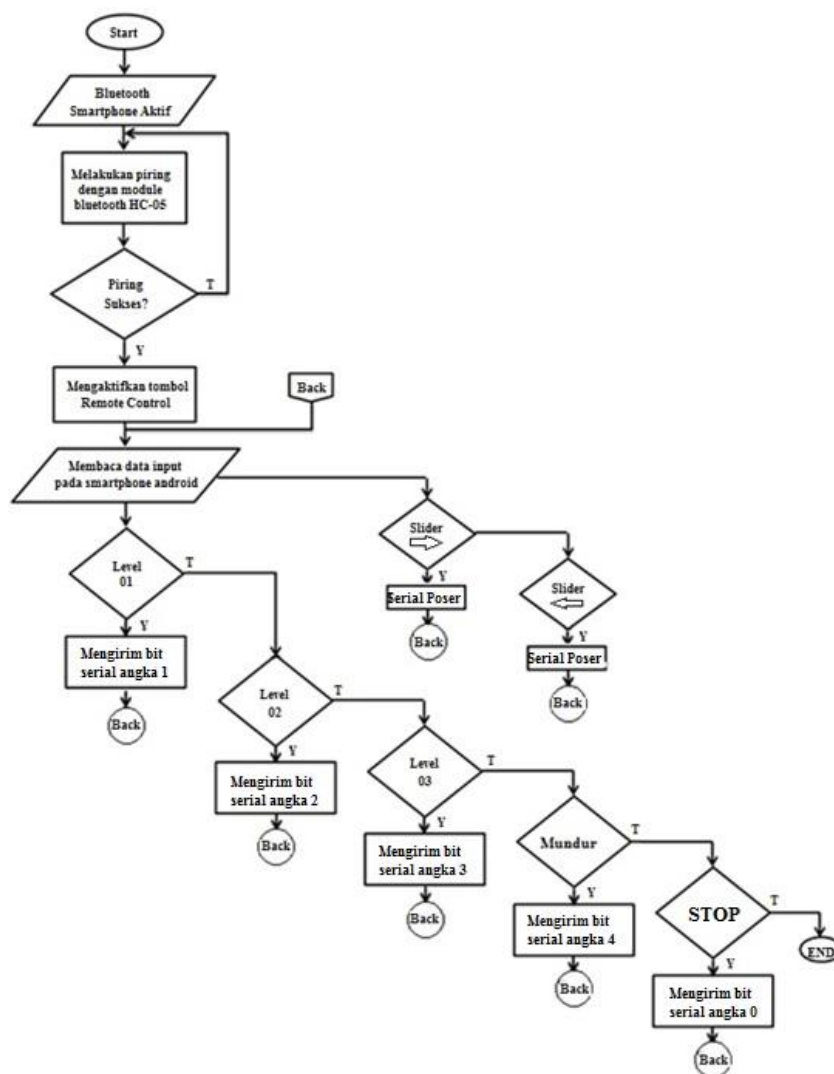 Start
Bluetooth
Smartphone Aktif
Melakukan piring
dengan module
bluetooth HC-05
Piring
Sukses?
T
Y
Mengaktifkan tombol
Remote Control
Back
Membaca data input
pada smartphone android
Slider
Y
Serial Poser
Back
Slider
Y
Serial Poser
Back
Level
01
T
Y
Mengirim bit
serial angka 1
Back
Level
02
T
Y
Mengirim bit
serial angka 2
Back
Level
03
T
Y
Mengirim bit
serial angka 3
Back
Mundur
T
Y
Mengirim bit
serial angka 4
Back
STOP
T
END
Y
Mengirim bit
serial angka 0
Back